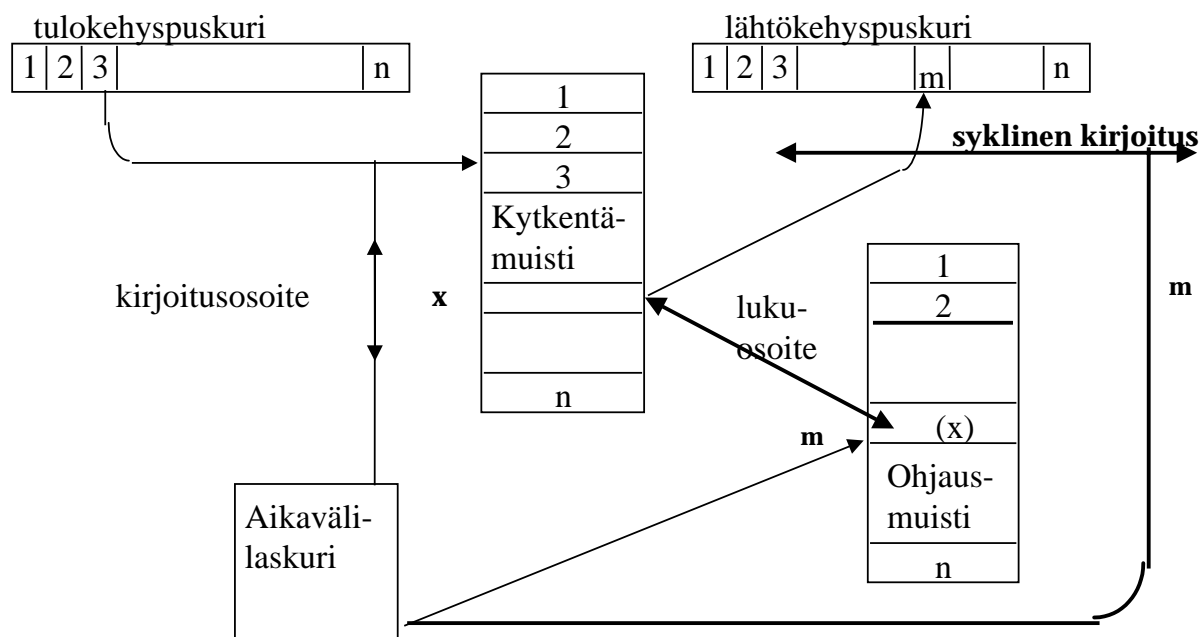 tulokehyspuskuri
1 2 3 n
lähtökehyspuskuri
1 2 3 m n
1
2
3
Kytkentä-
muisti
n
syklinen kirjoitus
kirjoitusosoite
x
luku-
osoite
m
1
2
(x)
Ohjaus-
muisti
n
m
Aikaväli-
laskuri